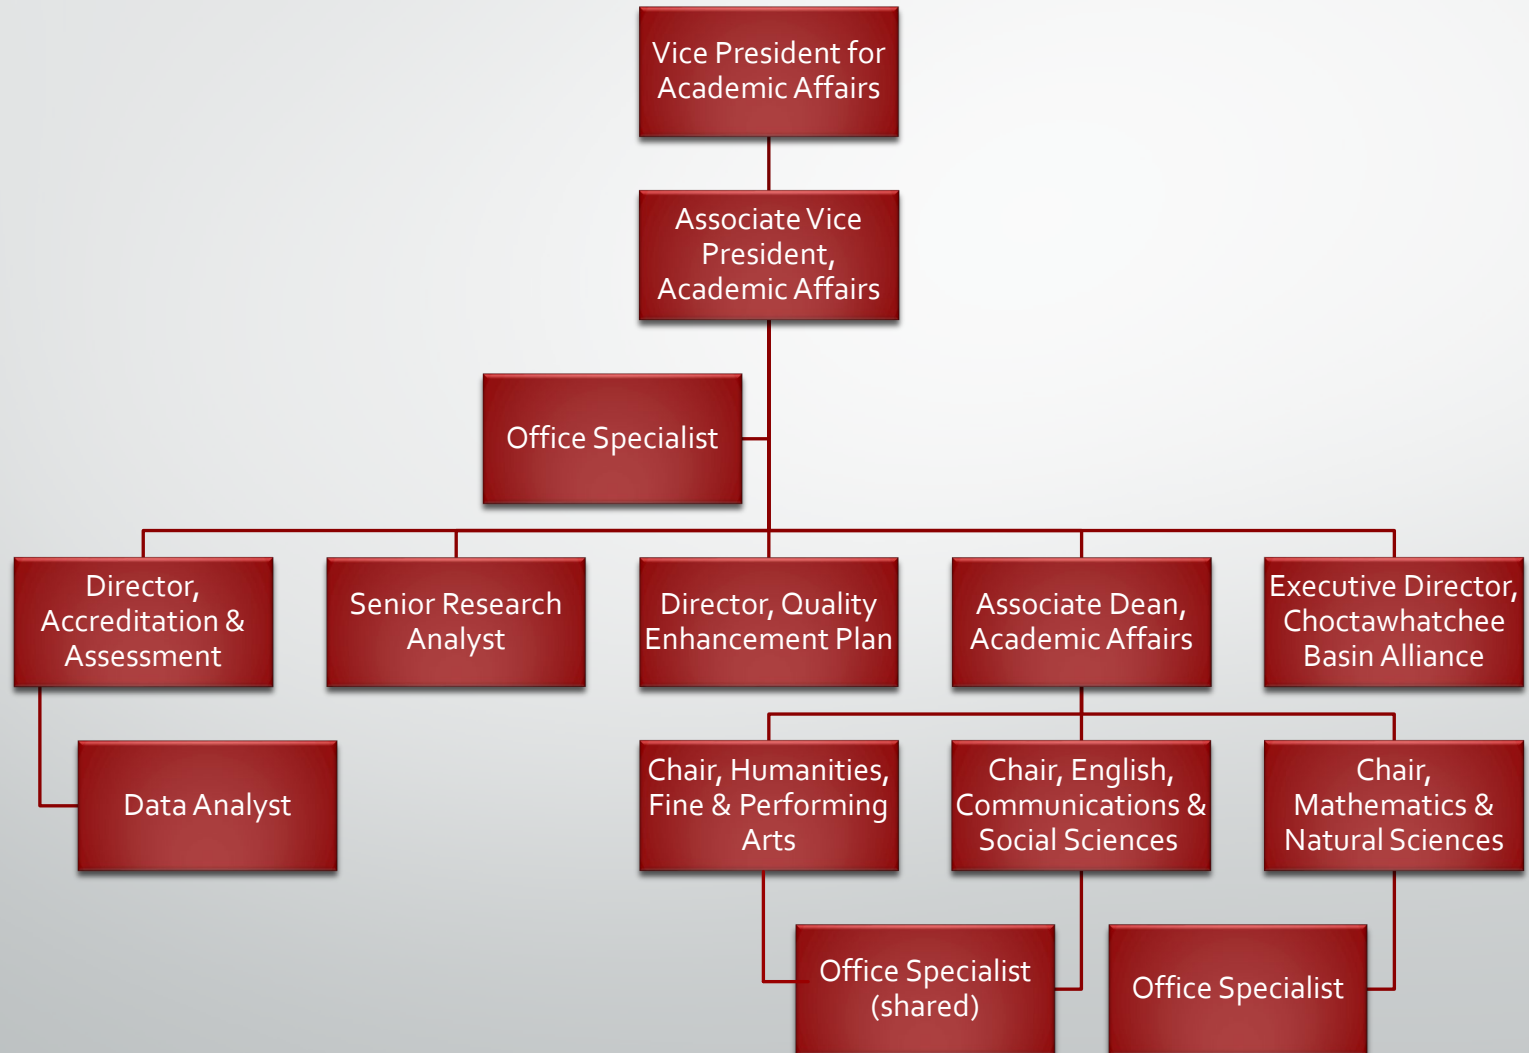 Vice President for
Academic Affairs
Associate Vice
President,
Academic Affairs
Office Specialist
Director,
Accreditation &
Assessment
Senior Research
Analyst
Director, Quality
Enhancement Plan
Associate Dean,
Academic Affairs
Executive Director,
Choctawhatchee
Basin Alliance
Data Analyst
Chair, Humanities,
Fine & Performing
Arts
Chair, English,
Communications &
Social Sciences
Chair,
Mathematics &
Natural Sciences
Office Specialist
(shared)
Office Specialist